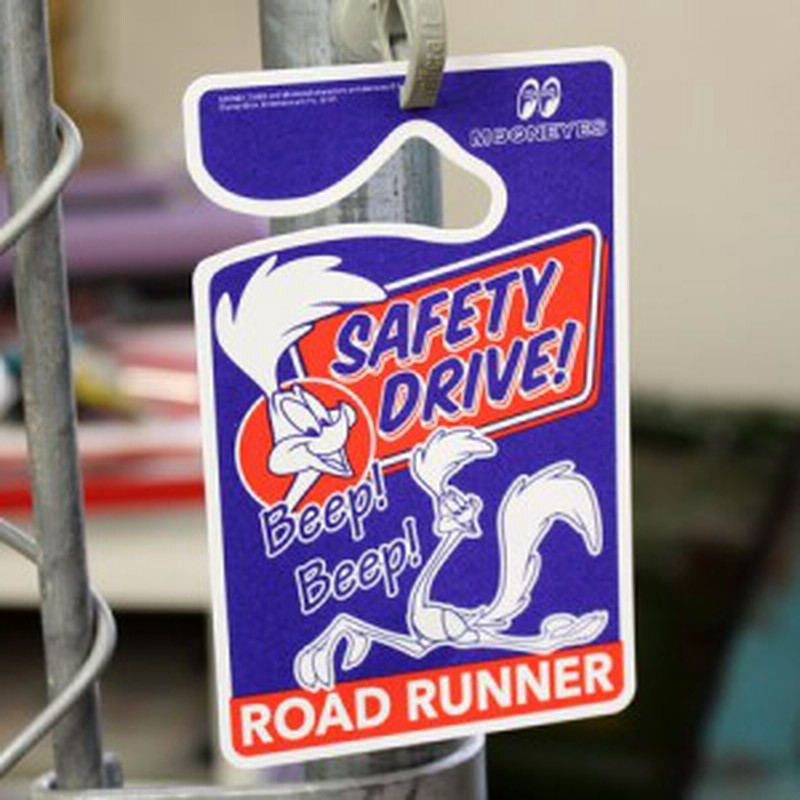 MOONEYES
SAFETY
DRIVE!
Beep!
Beep!
ROAD RUNNER